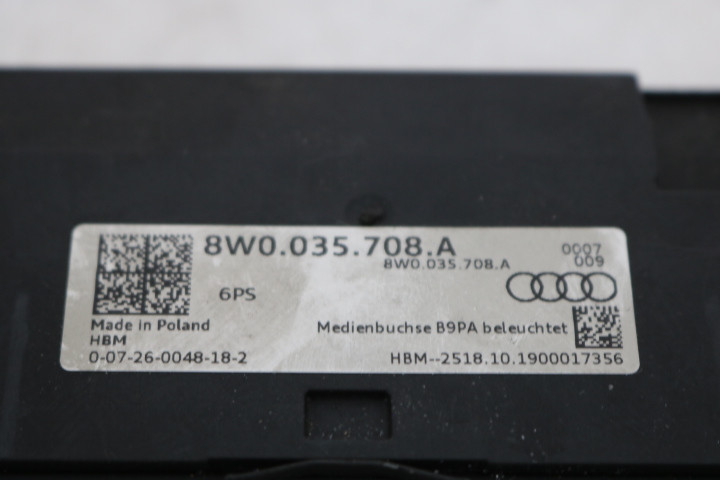 8W0.035.708.A
8W0.035.708.A
0007
009
6PS
Made in Poland
HBM
0-07-26-0048-18-2
Medienbuchse B9PA beleuchtet
HBM--2518.10.1900017356